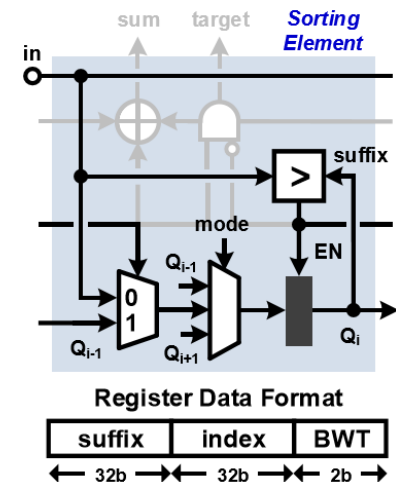 sum target Sorting
Element
in
suffix
>
mode
EN
Qi-1
0
1
Qi-1
Qi+1
Qi
Register Data Format
suffix index BWT
32b 32b 2b